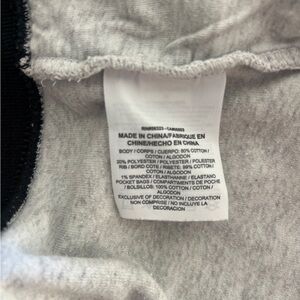 MADE IN CHINA/FABRIQUE EN
CHINE/HECHO EN CHINA
BODY / CORPS / CUERPO: 80% COTTON /
COTON / ALGODON
20% POLYESTER / POLYESTER / POLIESTER
RIB / BORD COTE / RISETE: 99% COTTON /
COTON / ALGODON
1% SPANDEX / ELASTHANNE / ELASTANO
POCKET BAGS / COMPARTIMENTS DE POCHE
/ BOLSILLOS: 100% COTTON / COTON /
ALGODON
EXCLUSIVE OF DECORATION / DECORATION
NON COMPRISE / NO INCLUYE LA
DECORACION